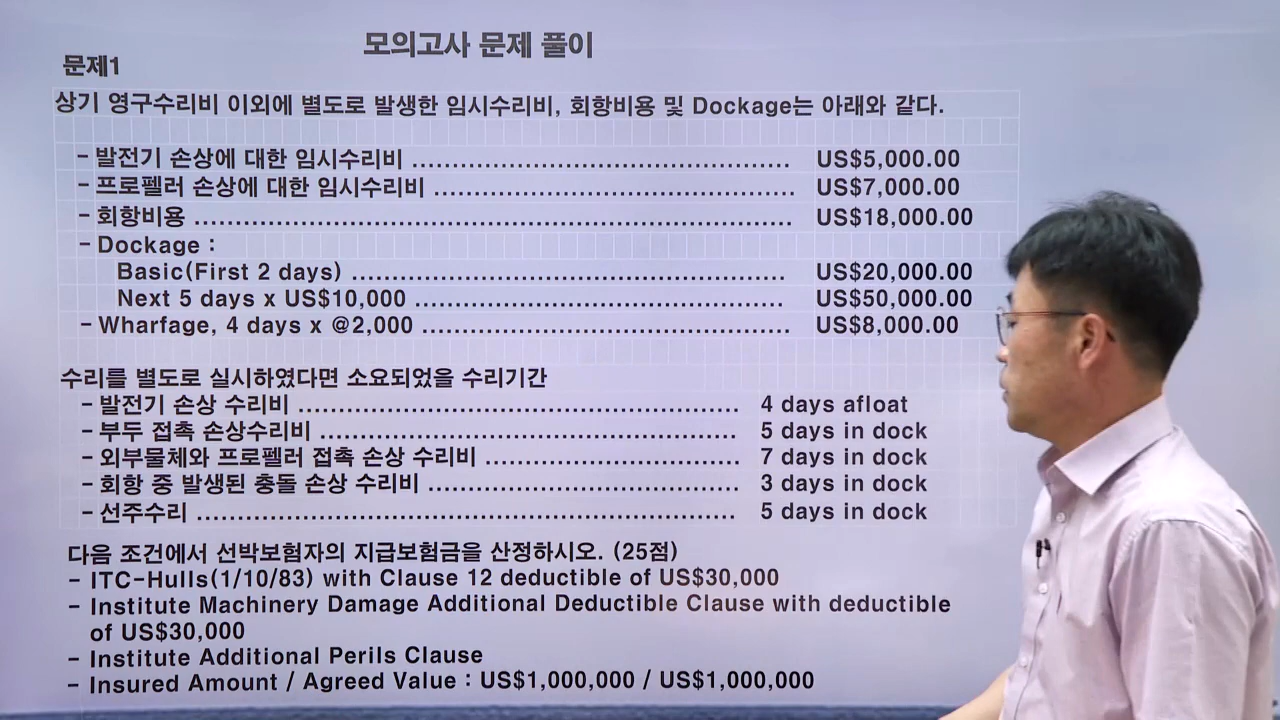 모의고사 문제 풀이
문제1
상기 영구수리비 이외에 별도로 발생한 임시수리비, 회항비용 및 Dockage는 아래와 같다.
- 발전기 손상에 대한 임시수리비 ........................................ US$5,000.00
- 프로펠러 손상에 대한 임시수리비 ..................................... US$7,000.00
- 회항비용 ............................................................... US$18,000.00
- Dockage :
Basic(First 2 days) .............................................. US$20,000.00
Next 5 days x US$10,000 ....................................... US$50,000.00
- Wharfage, 4 days x @2,000 ....................................... US$8,000.00
수리를 별도로 실시하였다면 소요되었을 수리기간
- 발전기 손상 수리비 ............................................... 4 days afloat
- 부두 접촉 손상수리비 ............................................ 5 days in dock
- 외부물체와 프로펠러 접촉 손상 수리비 ........................... 7 days in dock
- 회항 중 발생된 충돌 손상 수리비 ................................. 3 days in dock
- 선주수리 .......................................................... 5 days in dock
다음 조건에서 선박보험자의 지급보험금을 산정하시오. (25점)
- ITC-Hulls(1/10/83) with Clause 12 deductible of US$30,000
- Institute Machinery Damage Additional Deductible Clause with deductible
of US$30,000
- Institute Additional Perils Clause
- Insured Amount / Agreed Value : US$1,000,000 / US$1,000,000